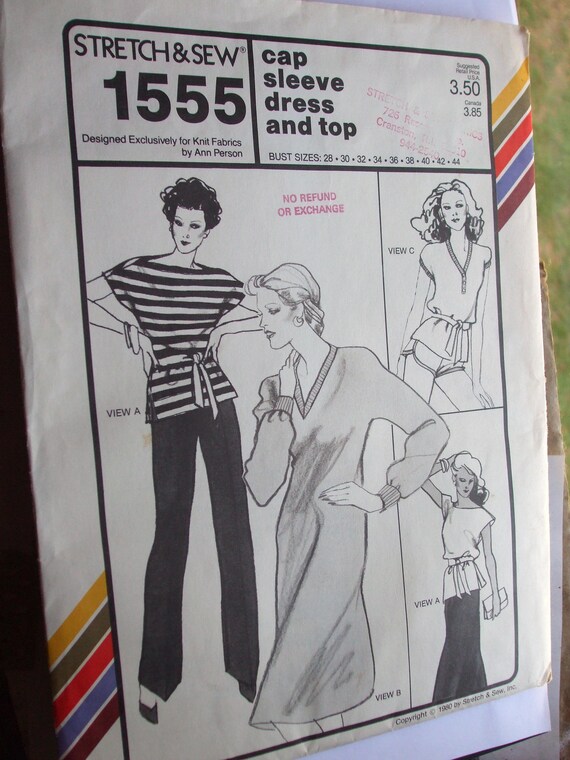 STRETCH & SEW®
1555
Designed Exclusively for Knit Fabrics
by Ann Person
cap
sleeve
dress
and top
BUST SIZES: 28 • 30 • 32 • 34 • 36 • 38 • 40 • 42 • 44
Suggested
Retail Price
U.S.A.
3.50
Canada
3.85
STRETCH &
Cranston
NO REFUND
OR EXCHANGE
VIEW C
VIEW A
VIEW A
VIEW B
Copyright © 1980 by Stretch & Sew, Inc.